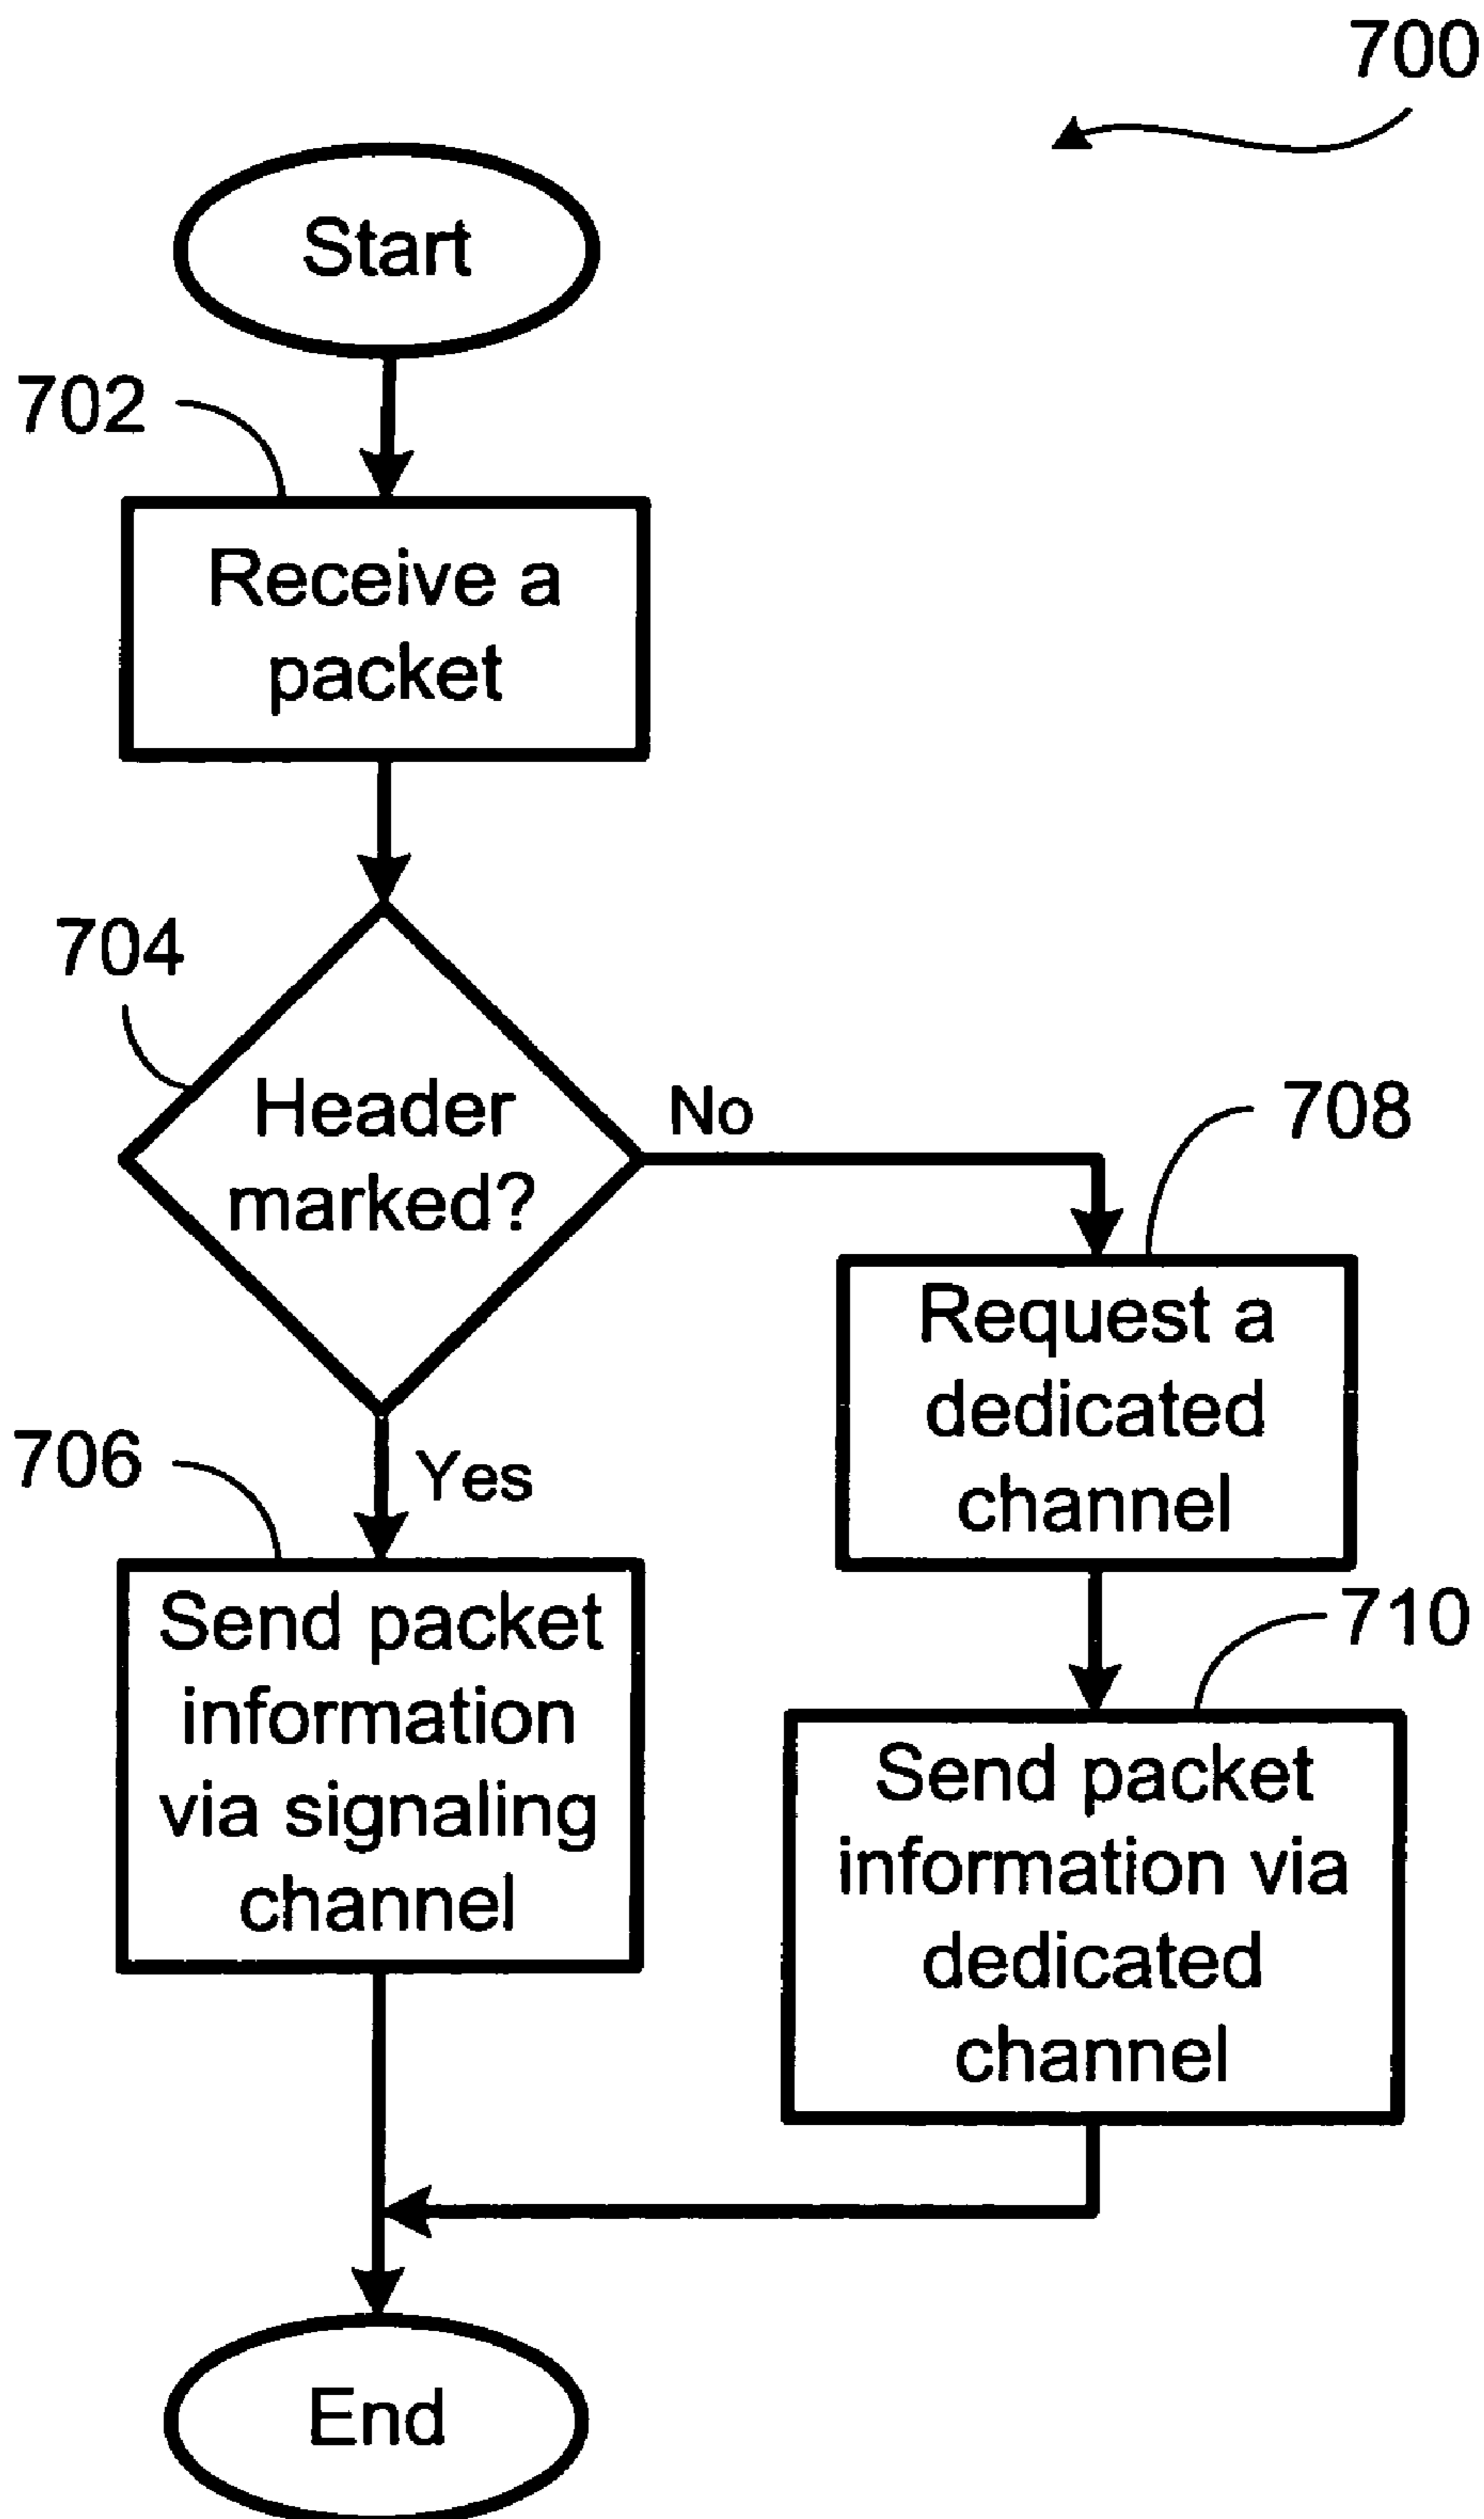 700
Start
702
Receive a
packet
704
Header
marked?
No
708
Request a
dedicated
channel
706
Yes
Send packet
information
via signaling
channel
710
Send packet
information via
dedicated
channel
End